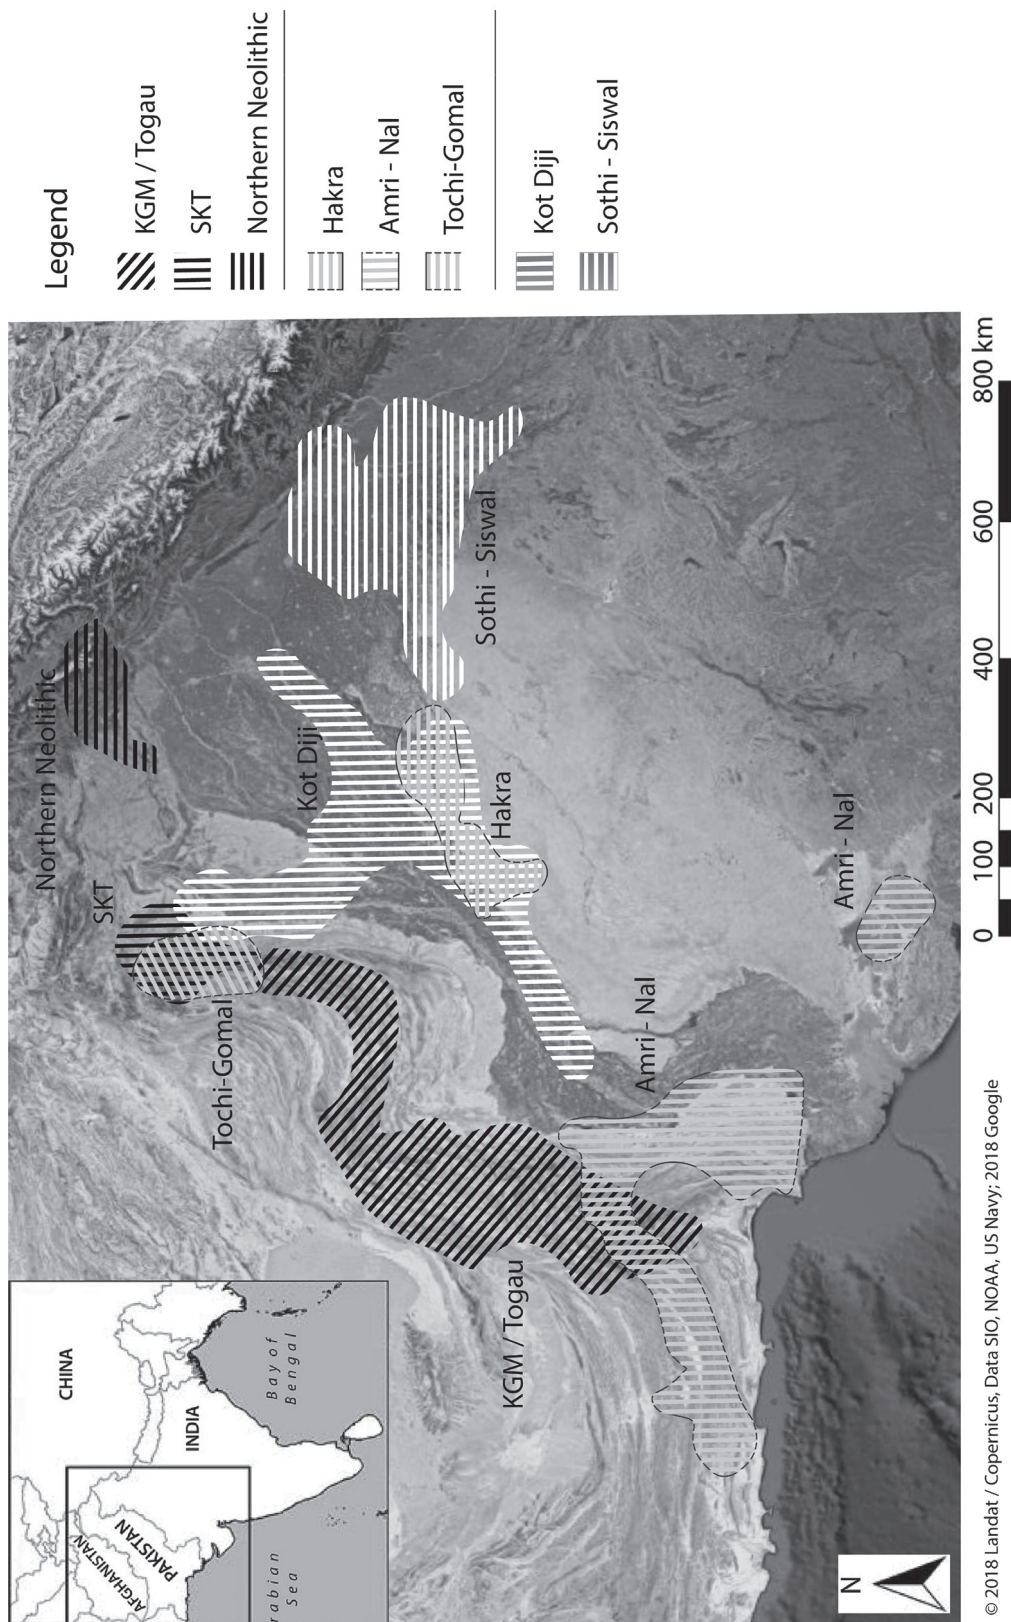 Legend
KGM / Togau
SKT
Northern Neolithic
Hakra
Amri - Nal
Tochi-Gomal
Kot Diji
Sothi - Siswal
CHINA
INDIA
AFGHANISTAN
PAKISTAN
Bay of
Bengal
Sea
Northern Neolithic
SKT
Tochi-Gomal
Kot Diji
Sothi - Siswal
Hakra
KGM / Togau
Amri - Nal
Amri - Nal
N
0 100 200 400 600 800 km
© 2018 Landat / Copernicus, Data SIO, NOAA, US Navy; 2018 Google